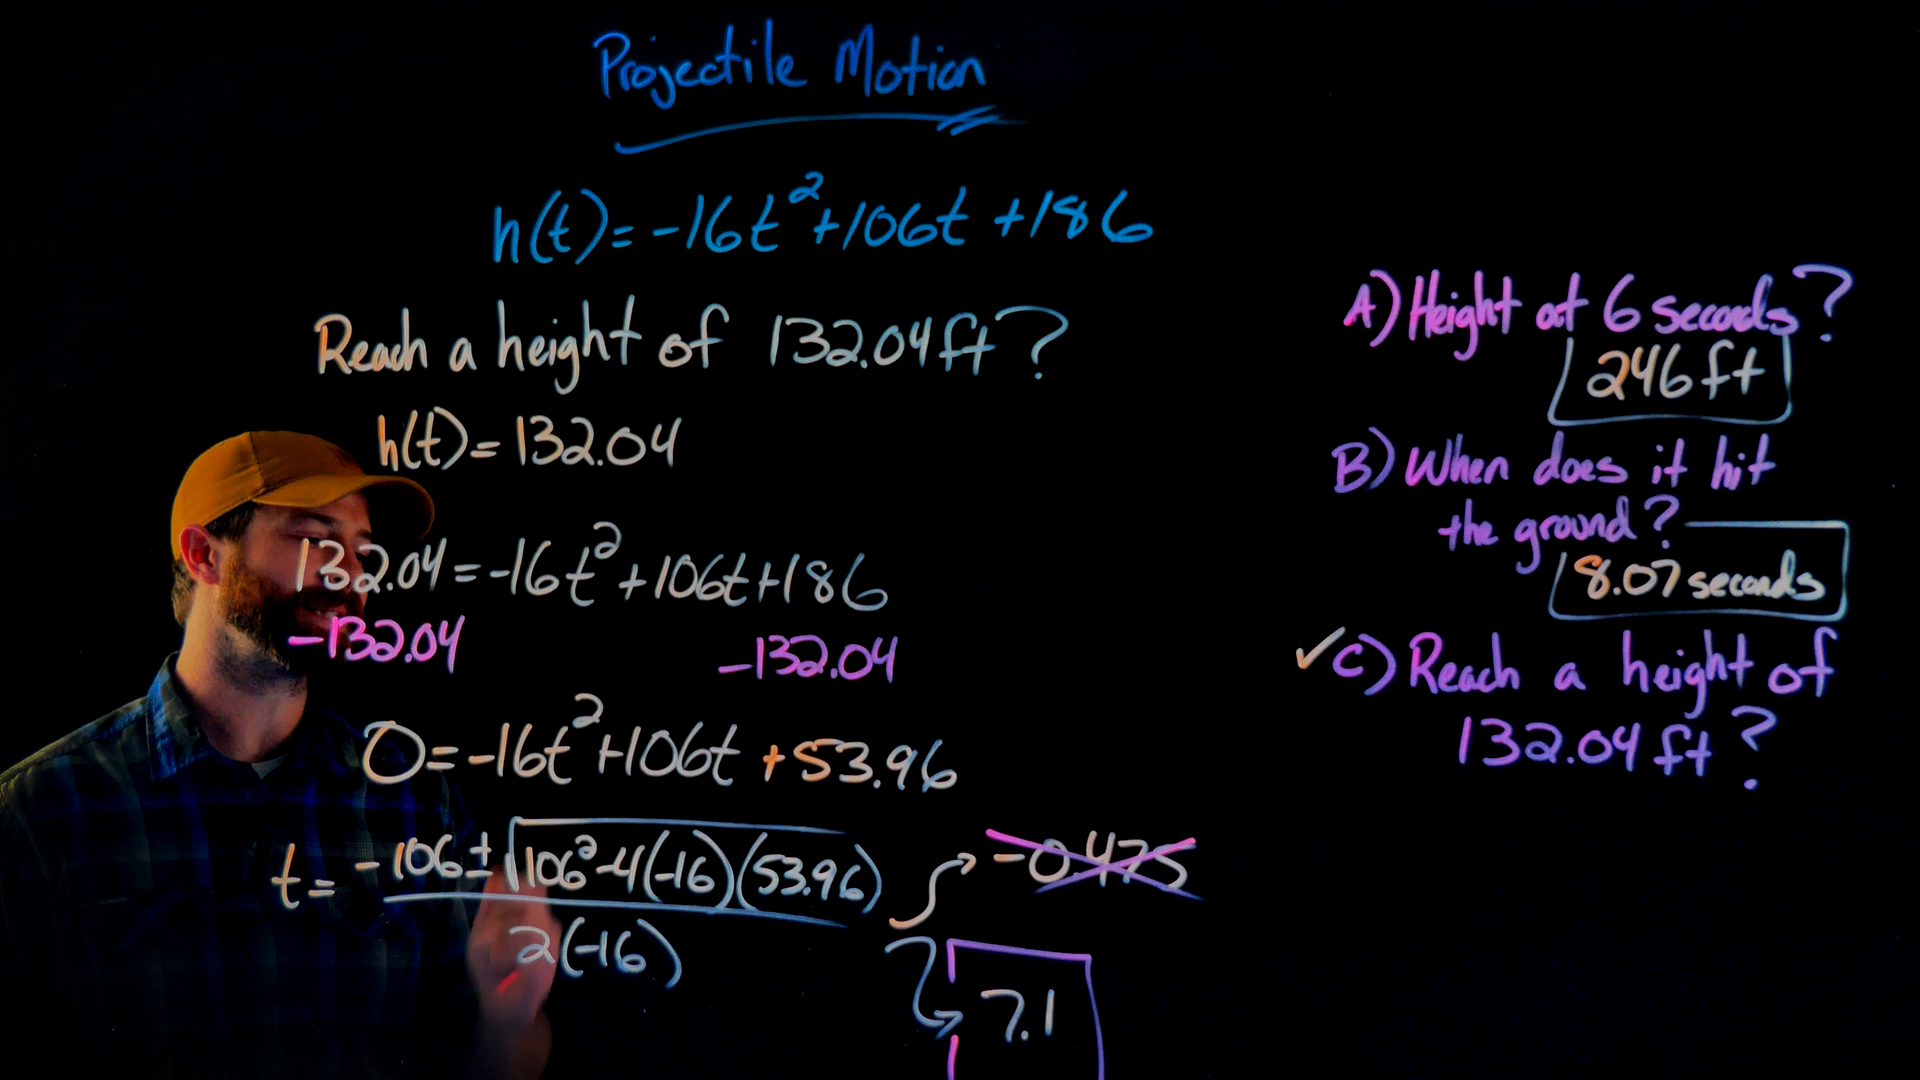 Projectile Motion
h(t)=-16t²+106t+186
Reach a height of 132.04ft?
h(t)=132.04
132.04=-16t²+106t+186
-132.04 -132.04
0=-16t²+106t+53.96
t= -106±√106²-4(-16)(53.96)
2(-16)
-0.475
7.1
A) Height at 6 seconds?
246ft
B) When does it hit
the ground?
8.07 seconds
✓C) Reach a height of
132.04 ft?